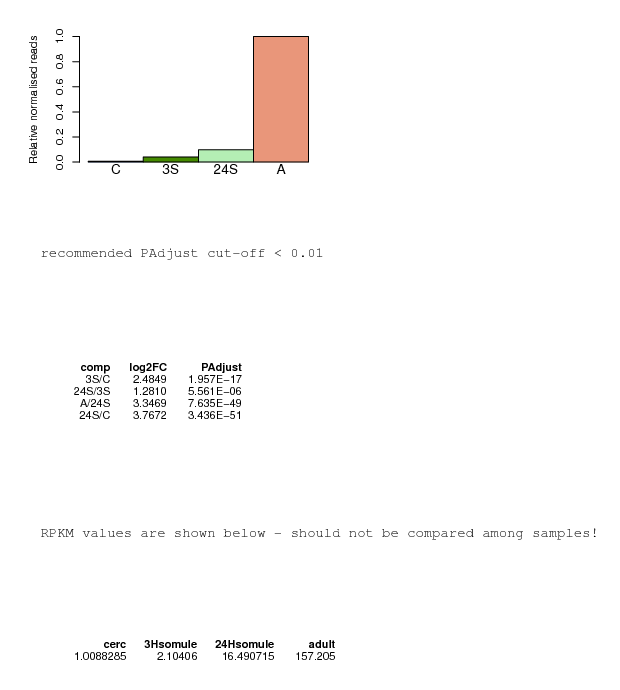 Relative normalised reads
1.0
0.8
0.6
0.4
0.2
0.0
C 3S 24S A
recommended PAdjust cut-off < 0.01
comp log2FC PAdjust
3S/C 2.4849 1.957E−17
24S/3S 1.2810 5.561E−06
A/24S 3.3469 7.635E−49
24S/C 3.7672 3.436E−51
RPKM values are shown below - should not be compared among samples!
cerc 3Hsomule 24Hsomule adult
1.0088285 2.10406 16.490715 157.205